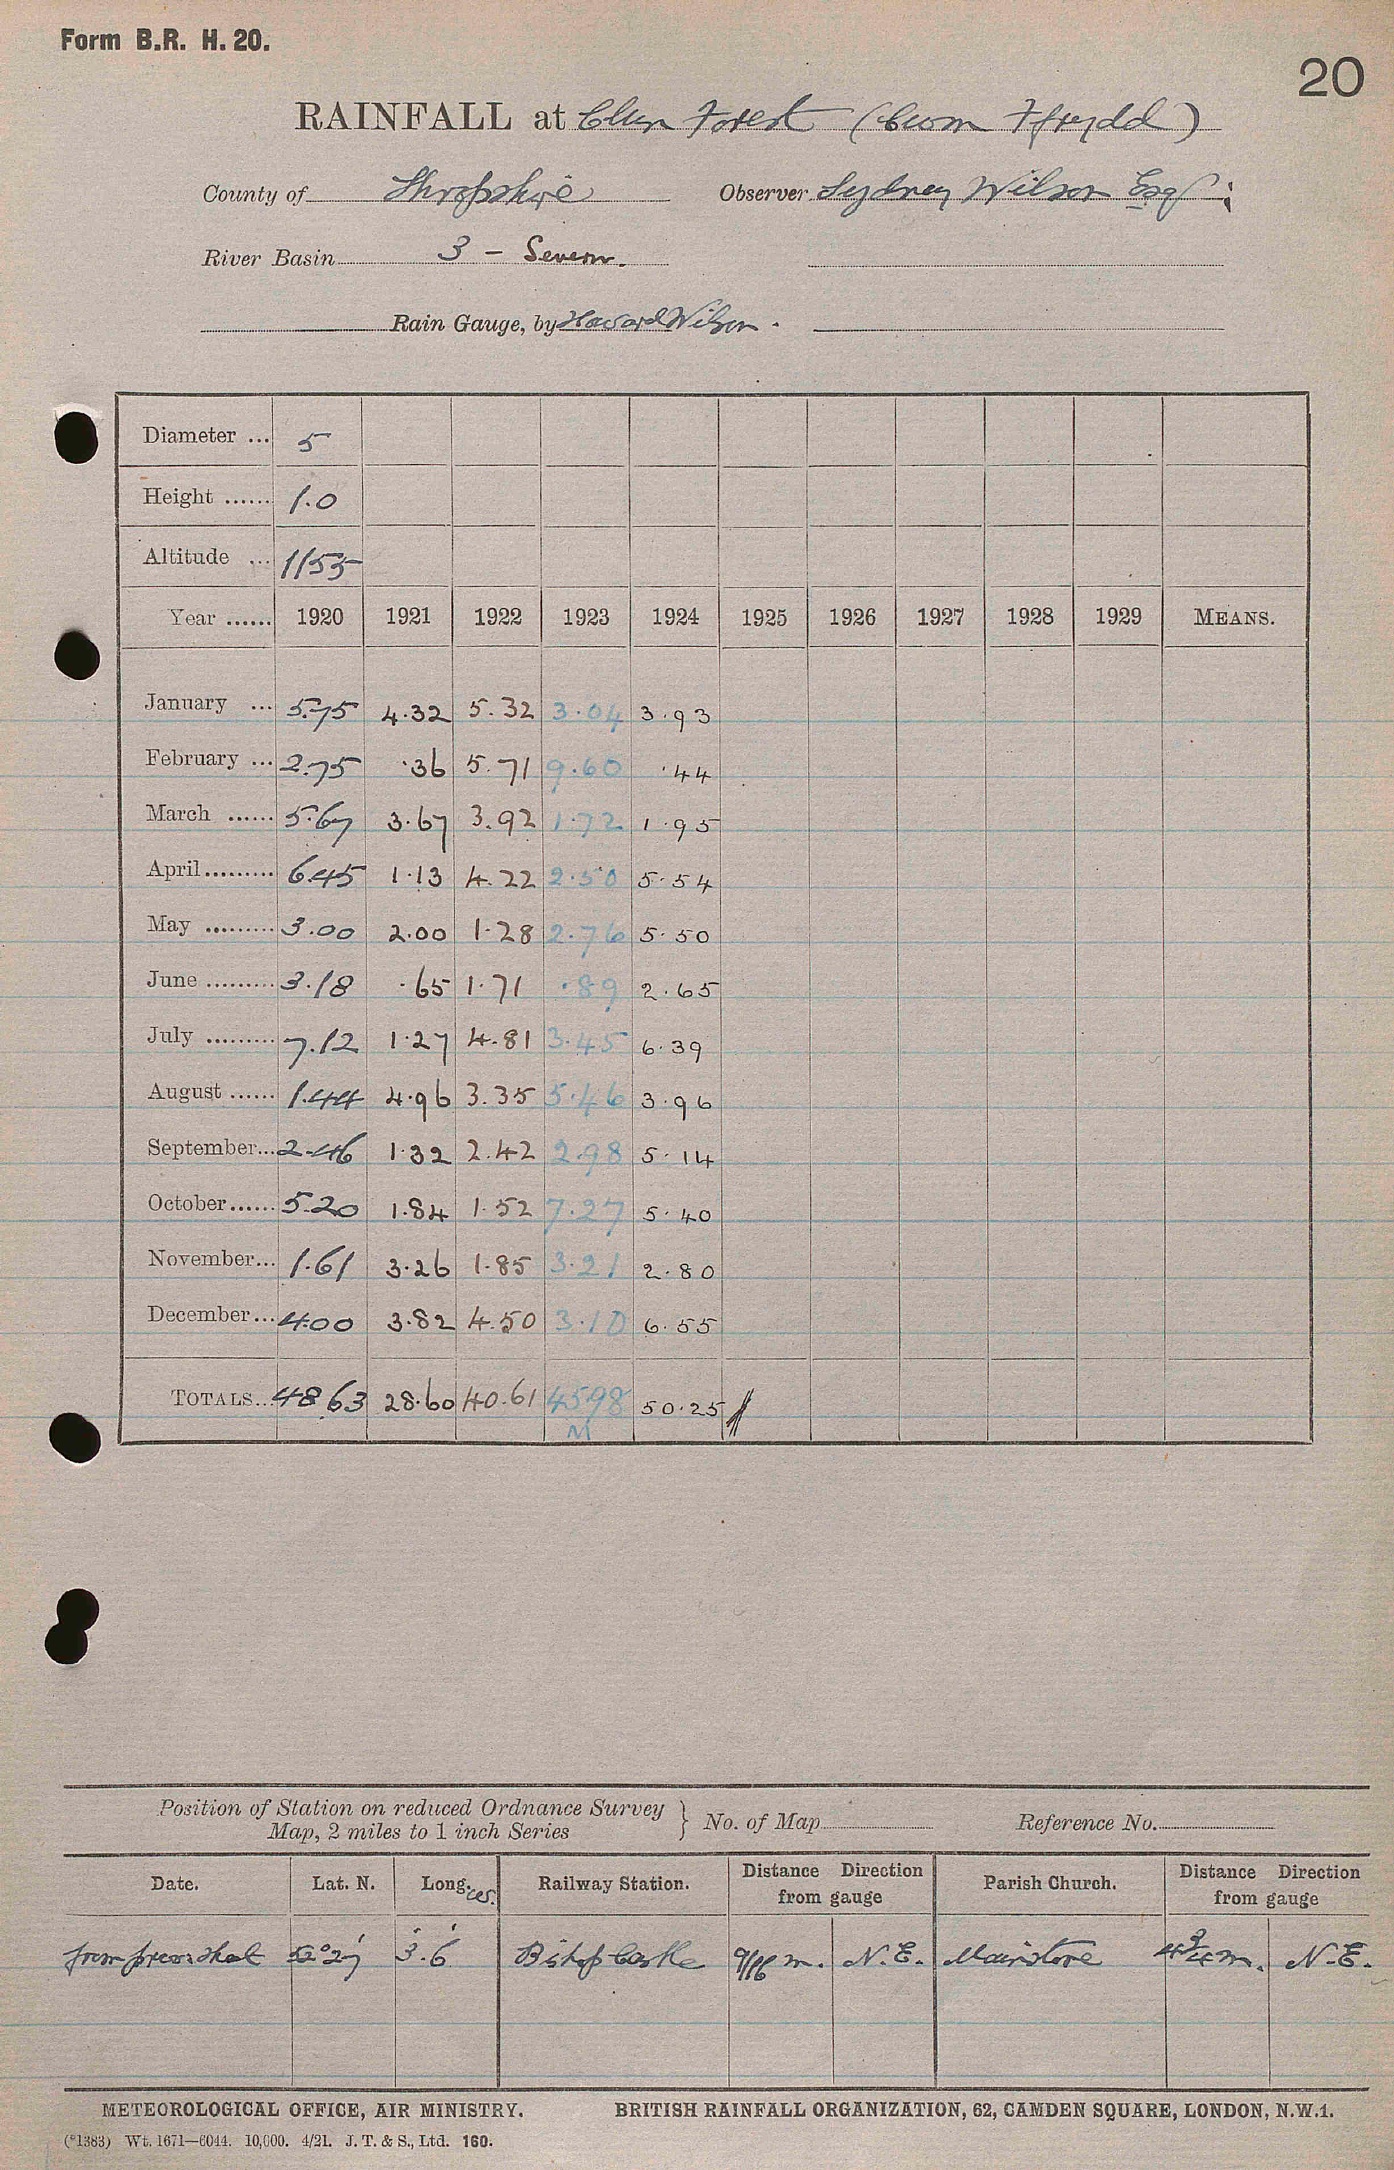 Form B.R. H. 20.
20
RAINFALL at Clun Forest (Cwm Ffrydd)
County of Shropshire Observer Sydney Wilson Esq
River Basin 3 - Severn.
Rain Gauge, by Howard Wilson.
Diameter ... 5
Height ...... 1.0
Altitude ... 1155
Year ...... 1920 1921 1922 1923 1924 1925 1926 1927 1928 1929 MEANS.
January ... 5.75 4.32 5.32 3.04 3.93
February ... 2.75 .36 5.71 9.60 .44
March ...... 5.67 3.67 3.92 1.72 1.95
April ......... 6.45 1.13 4.22 2.50 5.54
May ......... 3.00 2.00 1.28 2.76 5.50
June ......... 3.18 .65 1.71 .89 2.65
July ......... 7.12 1.27 4.81 3.45 6.39
August ...... 1.44 4.96 3.35 5.46 3.96
September... 2.46 1.32 2.42 2.98 5.14
October ...... 5.20 1.84 1.52 7.27 5.40
November... 1.61 3.26 1.85 3.21 2.80
December... 4.00 3.82 4.50 3.10 6.55
TOTALS... 48.63 28.60 40.61 45.98 50.25
M
Position of Station on reduced Ordnance Survey
Map, 2 miles to 1 inch Series } No. of Map Reference No.
Date. Lat. N. Long. Railway Station. Distance Direction from gauge Parish Church. Distance Direction from gauge
from prev. sheet 52° 27' 3° 6' Bishops Castle m. N.E. Mainstone 4 3/4 m. N.E.
METEOROLOGICAL OFFICE, AIR MINISTRY. BRITISH RAINFALL ORGANIZATION, 62, CAMDEN SQUARE, LONDON, N.W.1.
(*1383) Wt. 1671—6044. 10,000. 4/21. J. T. & S., Ltd. 160.